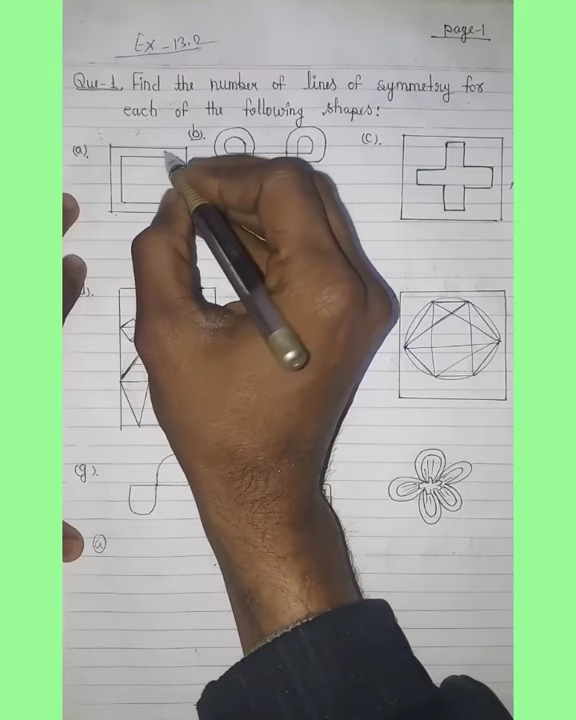 page-1
Ex-13.2
Que-1. Find the number of lines of symmetry for
each of the following shapes:
(a). (b). (c).
(g).
a